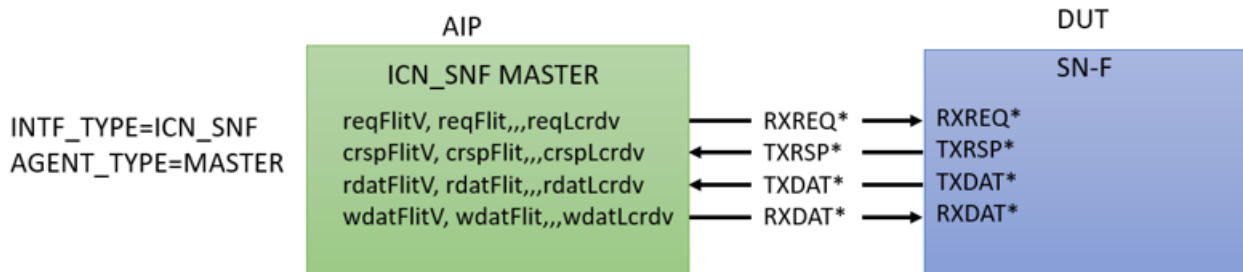 AIP
DUT
ICN_SNF MASTER
SN-F
INTF_TYPE=ICN_SNF
AGENT_TYPE=MASTER
reqFlitV, reqFlit,,,reqLcrdv
RXREQ*
RXREQ*
crspFlitV, crspFlit,,,crspLcrdv
TXRSP*
TXRSP*
rdatFlitV, rdatFlit,,,rdatLcrdv
TXDAT*
TXDAT*
wdatFlitV, wdatFlit,,,wdatLcrdv
RXDAT*
RXDAT*